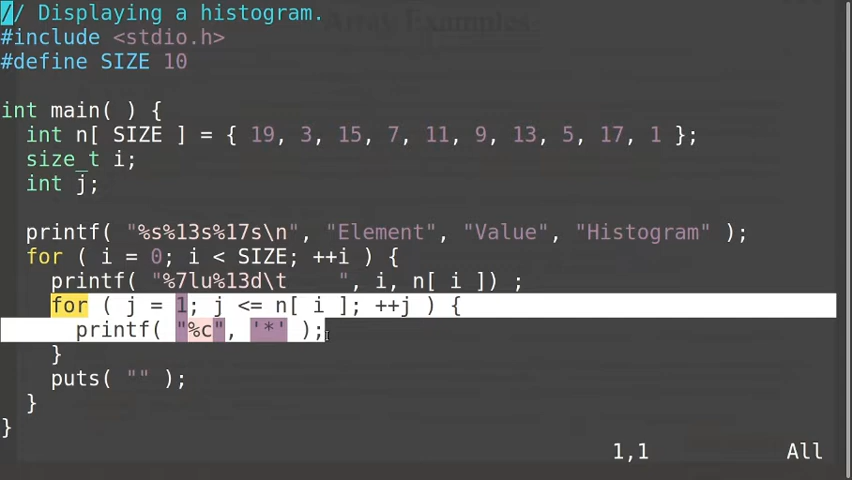 Array Examples
// Displaying a histogram.
#include <stdio.h>
#define SIZE 10
int main( ) {
  int n[ SIZE ] = { 19, 3, 15, 7, 11, 9, 13, 5, 17, 1 };
  size_t i;
  int j;
  printf( "%s%13s%17s\n", "Element", "Value", "Histogram" );
  for ( i = 0; i < SIZE; ++i ) {
    printf( "%7lu%13d\t    ", i, n[ i ]) ;
    for ( j = 1; j <= n[ i ]; ++j ) {
      printf( "%c", '*' );
    }
    puts( "" );
  }
}
1,1 All